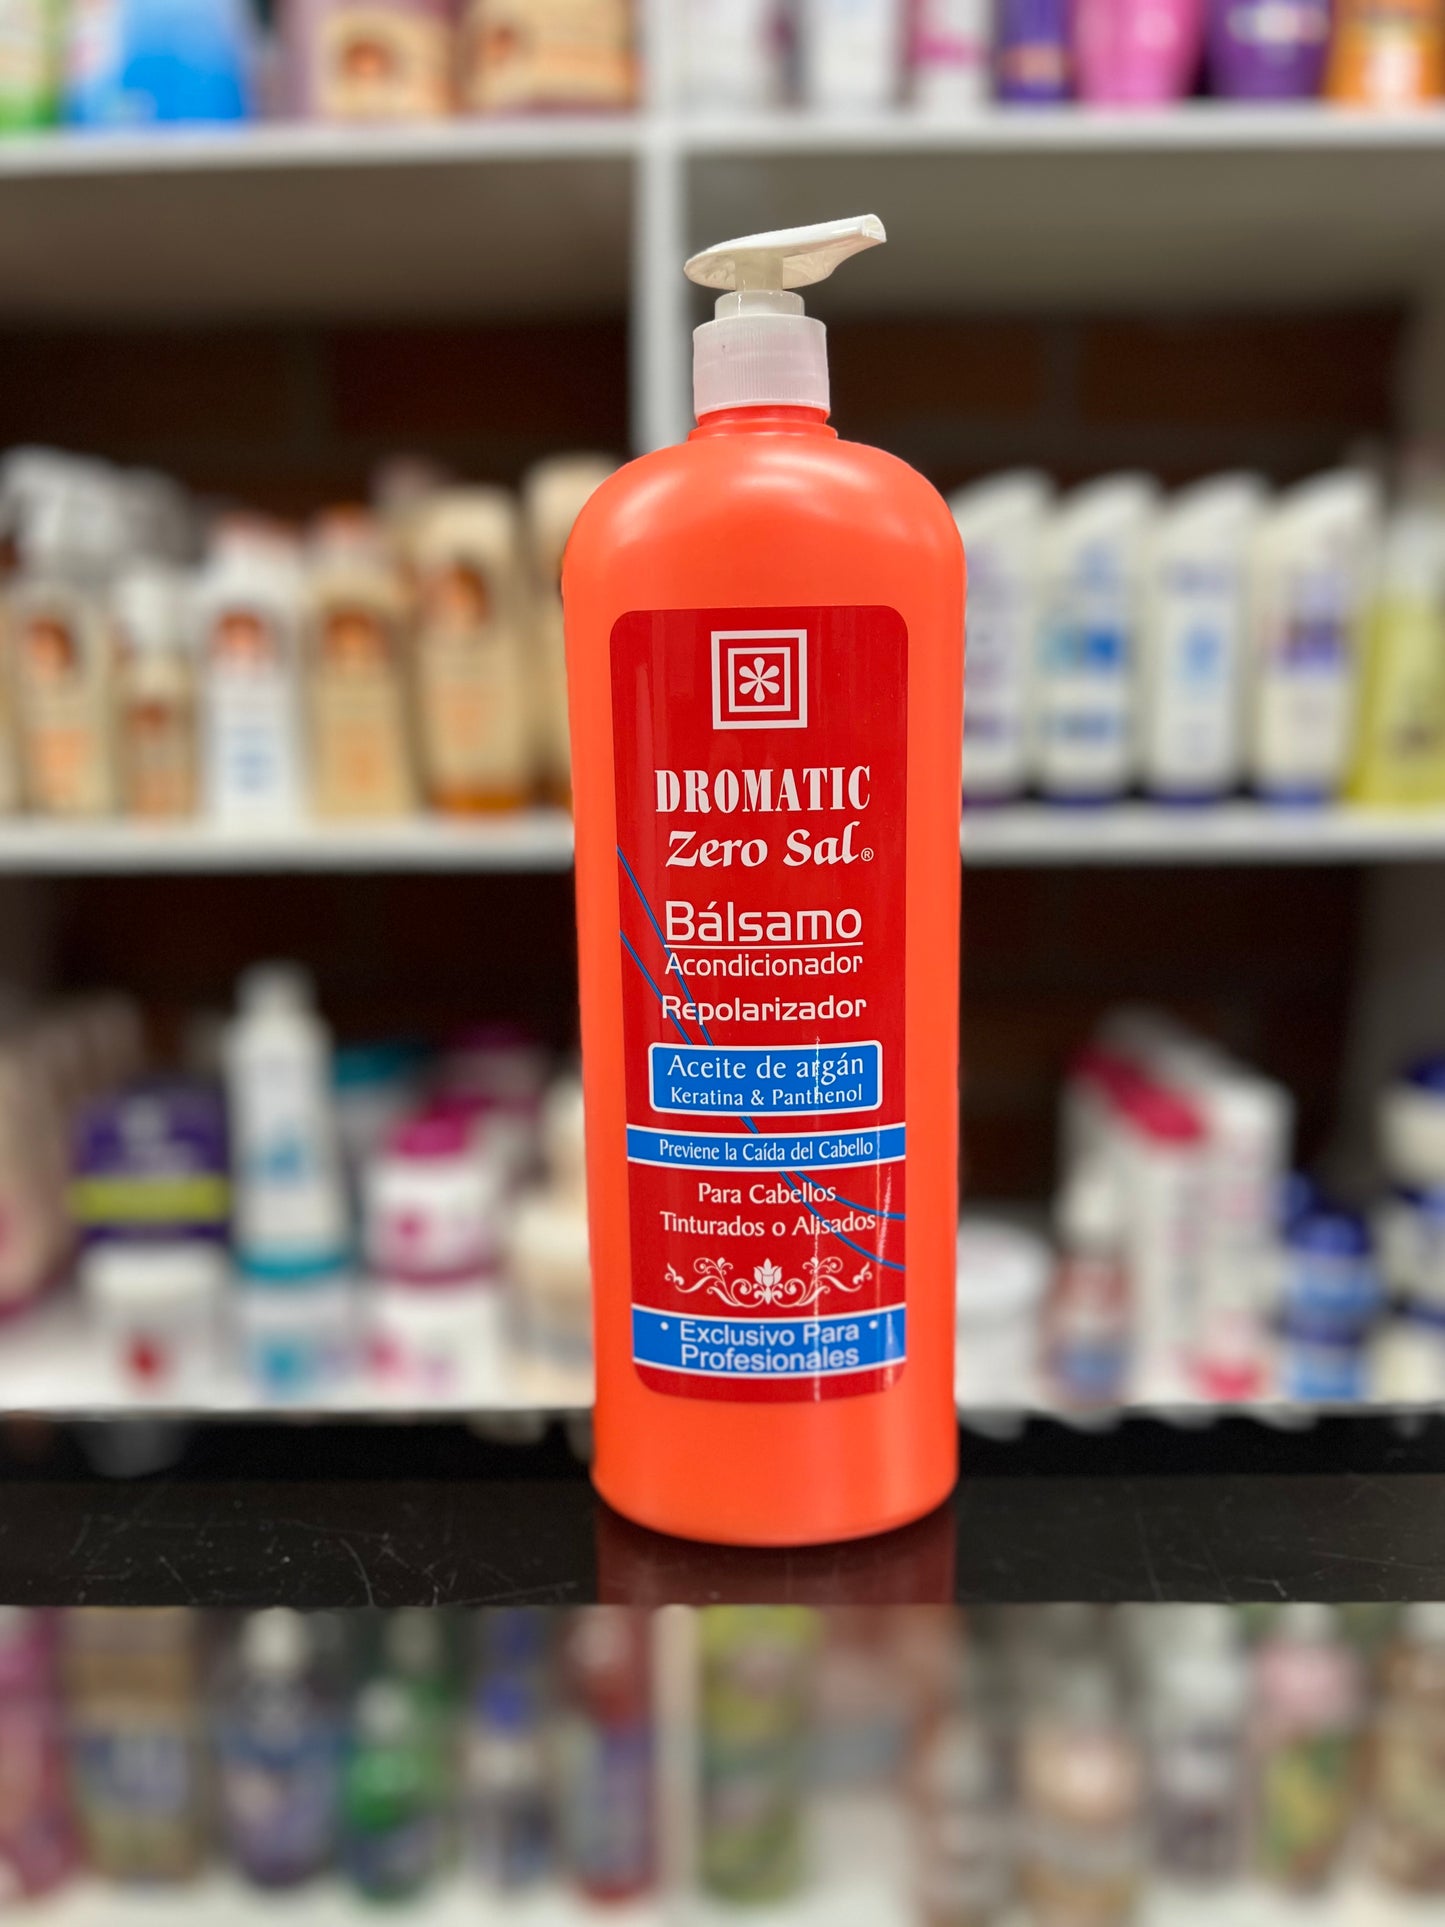 DROMATIC
Zero Sal®
Bálsamo
Acondicionador
Repolarizador
Aceite de argán
Keratina & Panthenol
Previene la Caída del Cabello
Para Cabellos
Tinturados o Alisados
• Exclusivo Para •
Profesionales